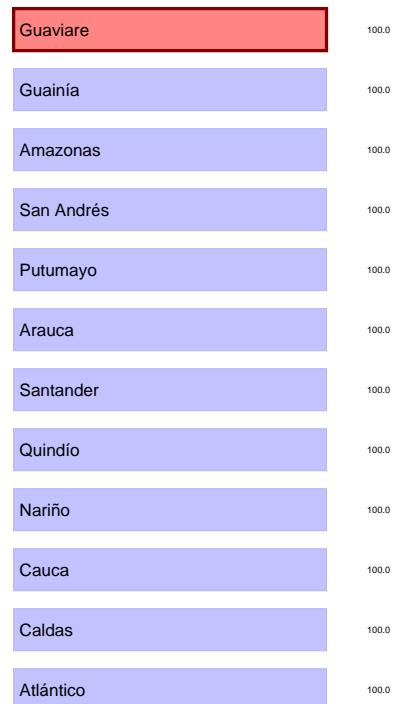 Guaviare 100.0
Guainía 100.0
Amazonas 100.0
San Andrés 100.0
Putumayo 100.0
Arauca 100.0
Santander 100.0
Quindío 100.0
Nariño 100.0
Cauca 100.0
Caldas 100.0
Atlántico 100.0